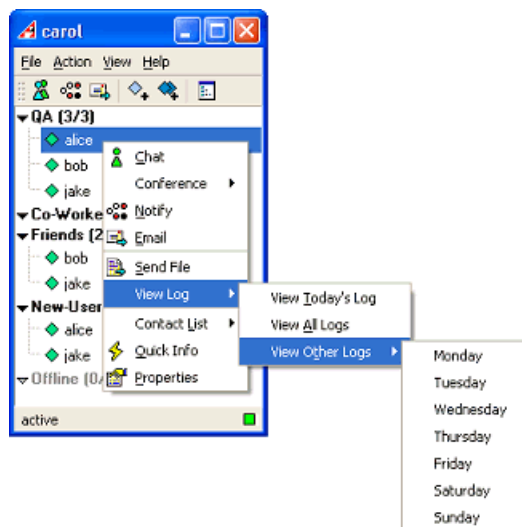 carol
File Action View Help
QA (3/3)
alice
bob
jake
Co-Worke
Friends (2
bob
jake
New-User
alice
jake
Offline (0/
active
Chat
Conference
Notify
Email
Send File
View Log
Contact List
Quick Info
Properties
View Today's Log
View All Logs
View Other Logs
Monday
Tuesday
Wednesday
Thursday
Friday
Saturday
Sunday